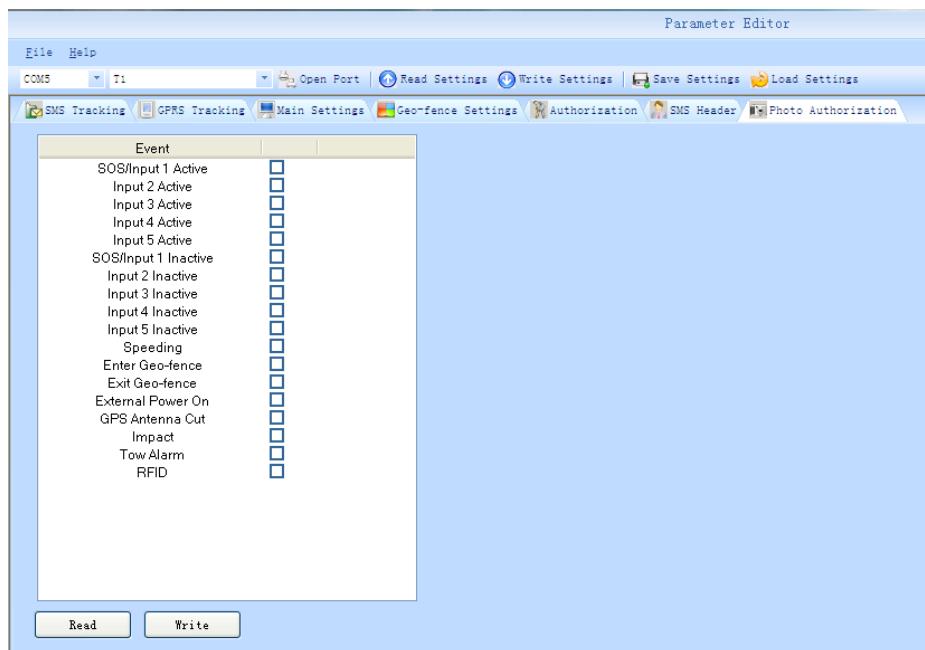 Parameter Editor
File Help
COM5 T1 Open Port Read Settings Write Settings Save Settings Load Settings
SMS Tracking GPRS Tracking Main Settings Geo-fence Settings Authorization SMS Header Photo Authorization
Event
SOS/Input 1 Active
Input 2 Active
Input 3 Active
Input 4 Active
Input 5 Active
SOS/Input 1 Inactive
Input 2 Inactive
Input 3 Inactive
Input 4 Inactive
Input 5 Inactive
Speeding
Enter Geo-fence
Exit Geo-fence
External Power On
GPS Antenna Cut
Impact
Tow Alarm
RFID
Read Write